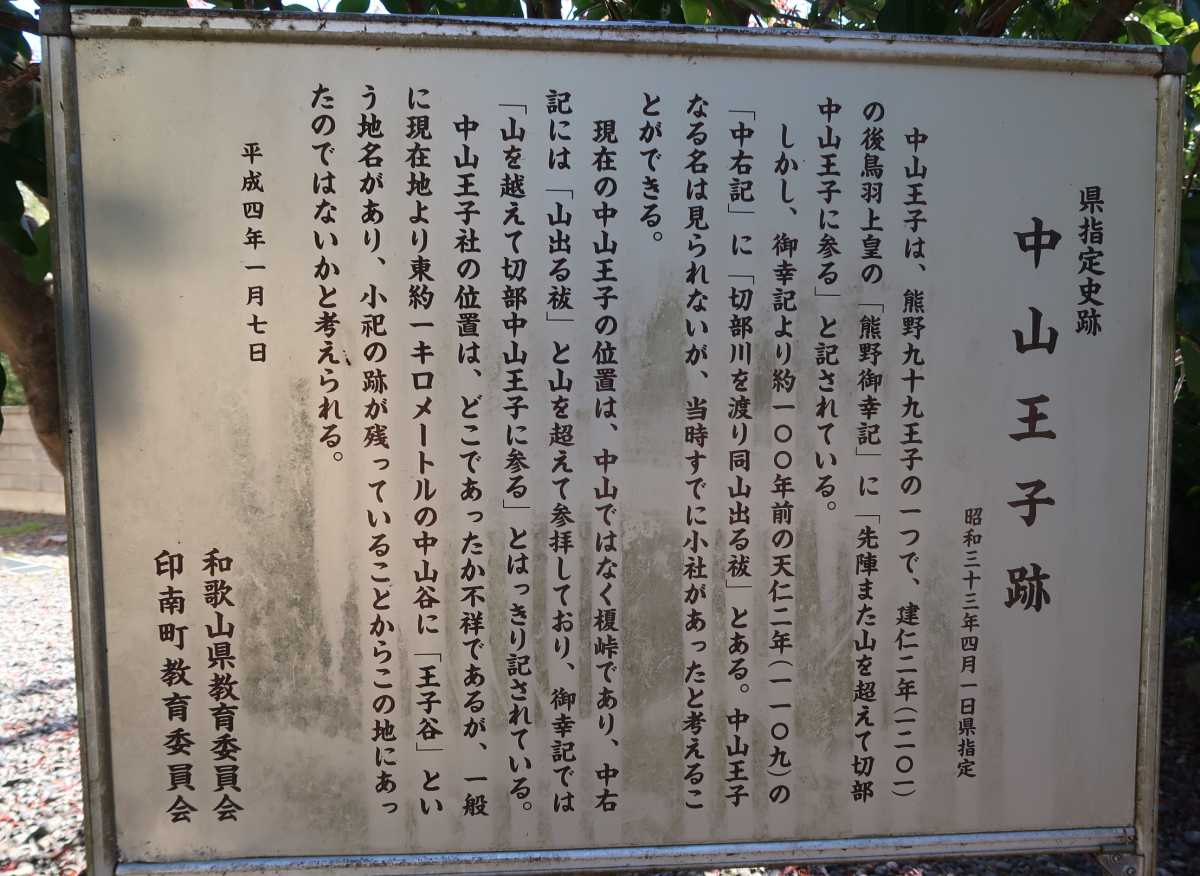 県指定史跡
中山王子跡
昭和三十三年四月一日県指定
中山王子は、熊野九十九王子の一つで、建仁二年(一二〇一)
の後鳥羽上皇の「熊野御幸記」に「先陣また山を超えて切部
中山王子に参る」と記されている。
しかし、御幸記より約一〇〇年前の天仁二年(一一〇九)の
「中右記」に「切部川を渡り同山出る祓」とある。中山王子
なる名は見られないが、当時すでに小社があったと考えるこ
とができる。
現在の中山王子の位置は、中山ではなく榎峠であり、中右
記には「山出る祓」と山を超えて参拝しており、御幸記では
「山を越えて切部中山王子に参る」とはっきり記されている。
中山王子社の位置は、どこであったか不祥であるが、一般
に現在地より東約一キロメートルの中山谷に「王子谷」とい
う地名があり、小祀の跡が残っていることからこの地にあっ
たのではないかと考えられる。
平成四年一月七日
和歌山県教育委員会
印南町教育委員会